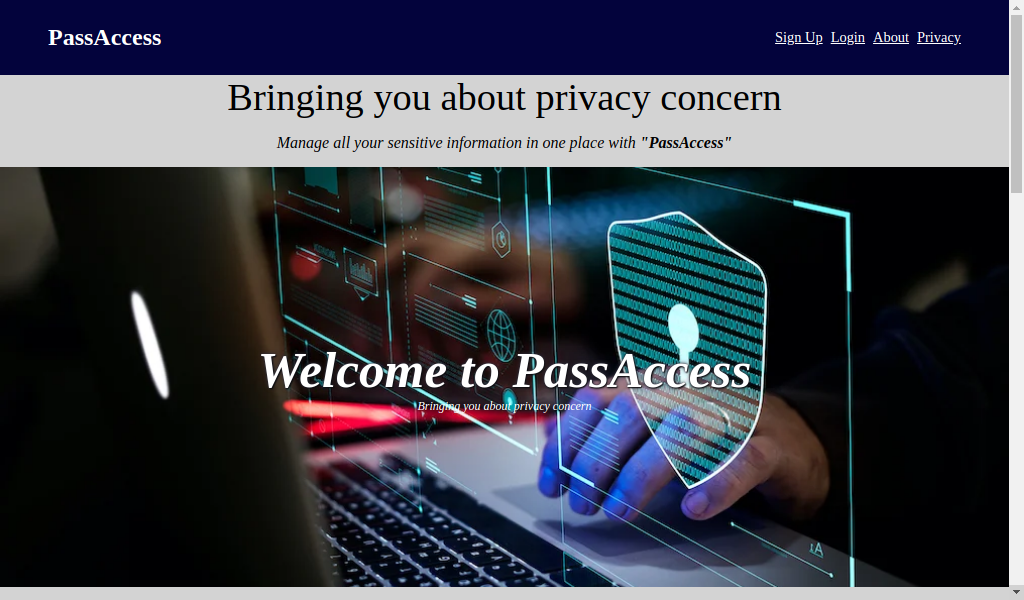 PassAccess
Sign Up Login About Privacy
Bringing you about privacy concern
Manage all your sensitive information in one place with "PassAccess"
Welcome to PassAccess
Bringing you about privacy concern